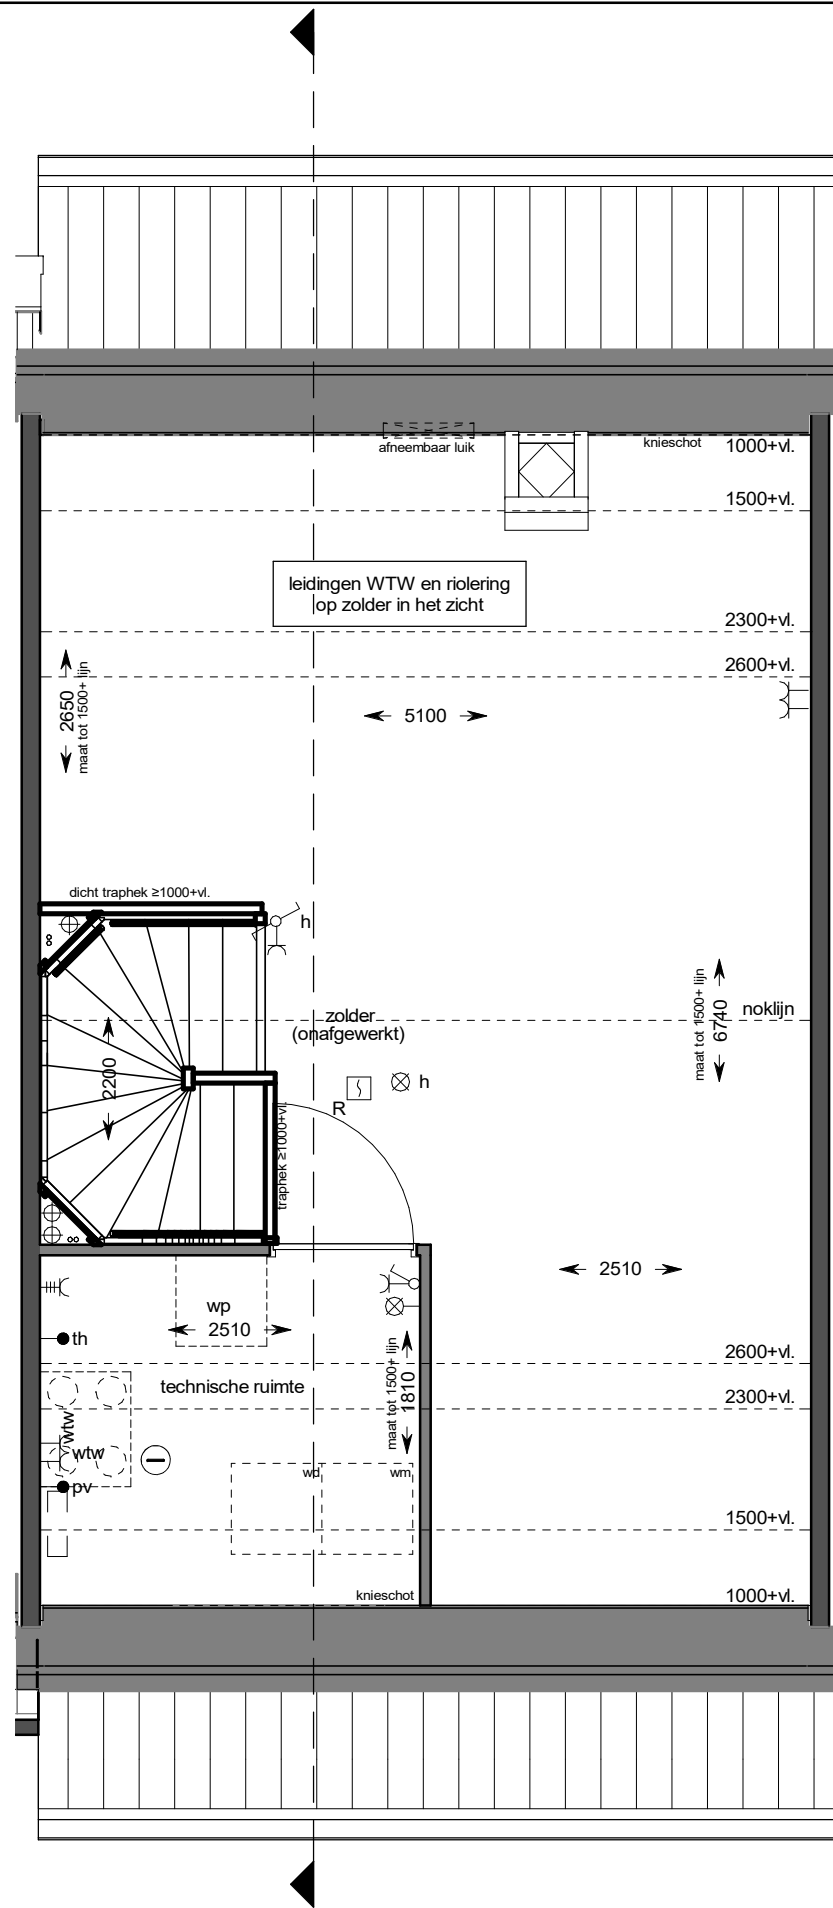 afneembaar luik
knieschot
1000+vl.
1500+vl.
leidingen WTW en riolering
op zolder in het zicht
2300+vl.
2600+vl.
2650
maat tot 1500+ lijn
5100
dicht traphek ≥1000+vl.
h
zolder
(onafgewerkt)
maat tot 1500+ lijn
6740
noklijn
2200
h
R
traphek ≥1000+vl.
2510
wp
2510
th
maat tot 1500+ lijn
1810
2600+vl.
technische ruimte
2300+vl.
wtw
wtw
pv
wd
wm
1500+vl.
knieschot
1000+vl.